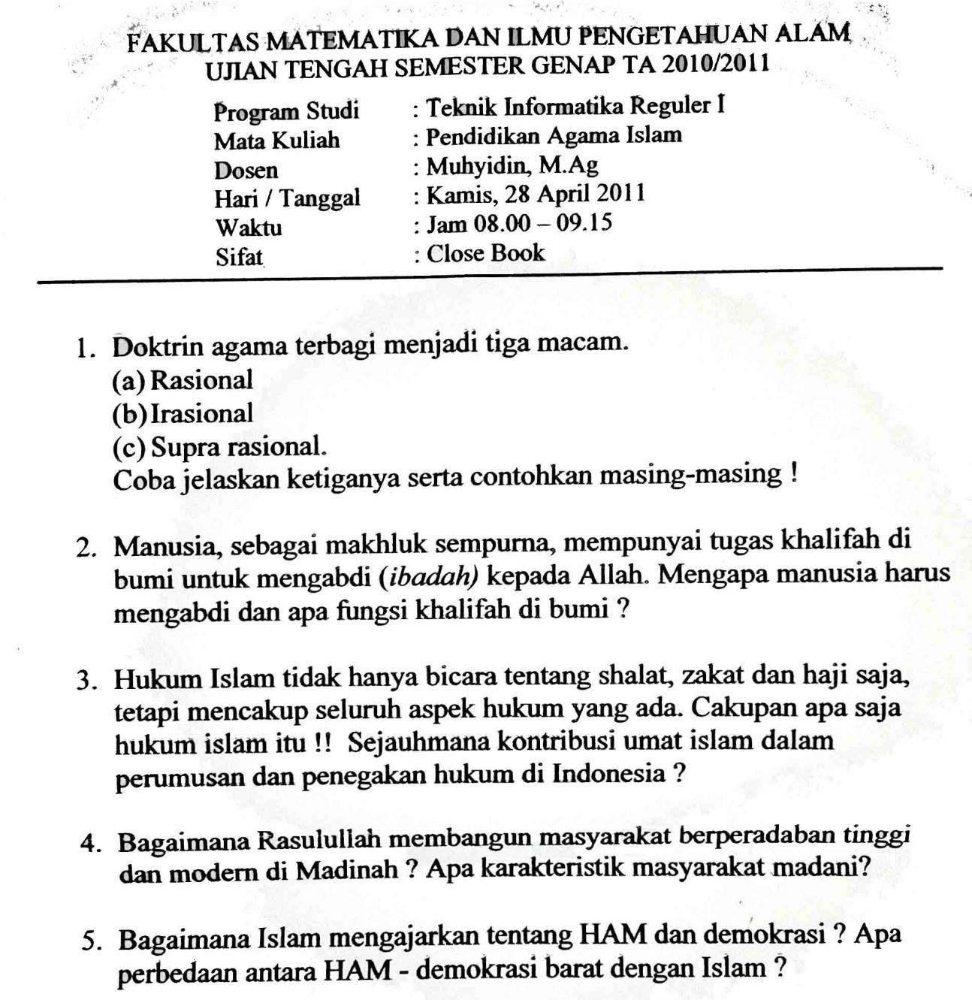 FAKULTAS MATEMATIKA DAN ILMU PENGETAHUAN ALAM
UJIAN TENGAH SEMESTER GENAP TA 2010/2011
Program Studi : Teknik Informatika Reguler I
Mata Kuliah : Pendidikan Agama Islam
Dosen : Muhyidin, M.Ag
Hari / Tanggal : Kamis, 28 April 2011
Waktu : Jam 08.00 – 09.15
Sifat : Close Book
1. Doktrin agama terbagi menjadi tiga macam.
(a) Rasional
(b) Irasional
(c) Supra rasional.
Coba jelaskan ketiganya serta contohkan masing-masing !
2. Manusia, sebagai makhluk sempurna, mempunyai tugas khalifah di
bumi untuk mengabdi (ibadah) kepada Allah. Mengapa manusia harus
mengabdi dan apa fungsi khalifah di bumi ?
3. Hukum Islam tidak hanya bicara tentang shalat, zakat dan haji saja,
tetapi mencakup seluruh aspek hukum yang ada. Cakupan apa saja
hukum islam itu !! Sejauhmana kontribusi umat islam dalam
perumusan dan penegakan hukum di Indonesia ?
4. Bagaimana Rasulullah membangun masyarakat berperadaban tinggi
dan modern di Madinah ? Apa karakteristik masyarakat madani?
5. Bagaimana Islam mengajarkan tentang HAM dan demokrasi ? Apa
perbedaan antara HAM - demokrasi barat dengan Islam ?